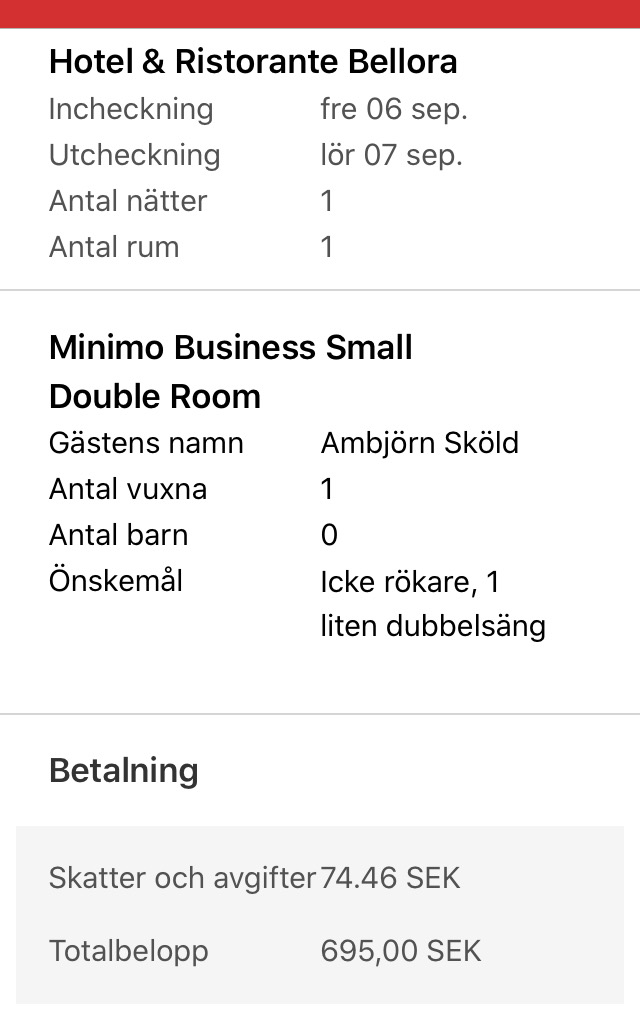 Hotel & Ristorante Bellora
Incheckning fre 06 sep.
Utcheckning lör 07 sep.
Antal nätter 1
Antal rum 1
Minimo Business Small
Double Room
Gästens namn Ambjörn Sköld
Antal vuxna 1
Antal barn 0
Önskemål Icke rökare, 1
liten dubbelsäng
Betalning
Skatter och avgifter 74.46 SEK
Totalbelopp 695,00 SEK